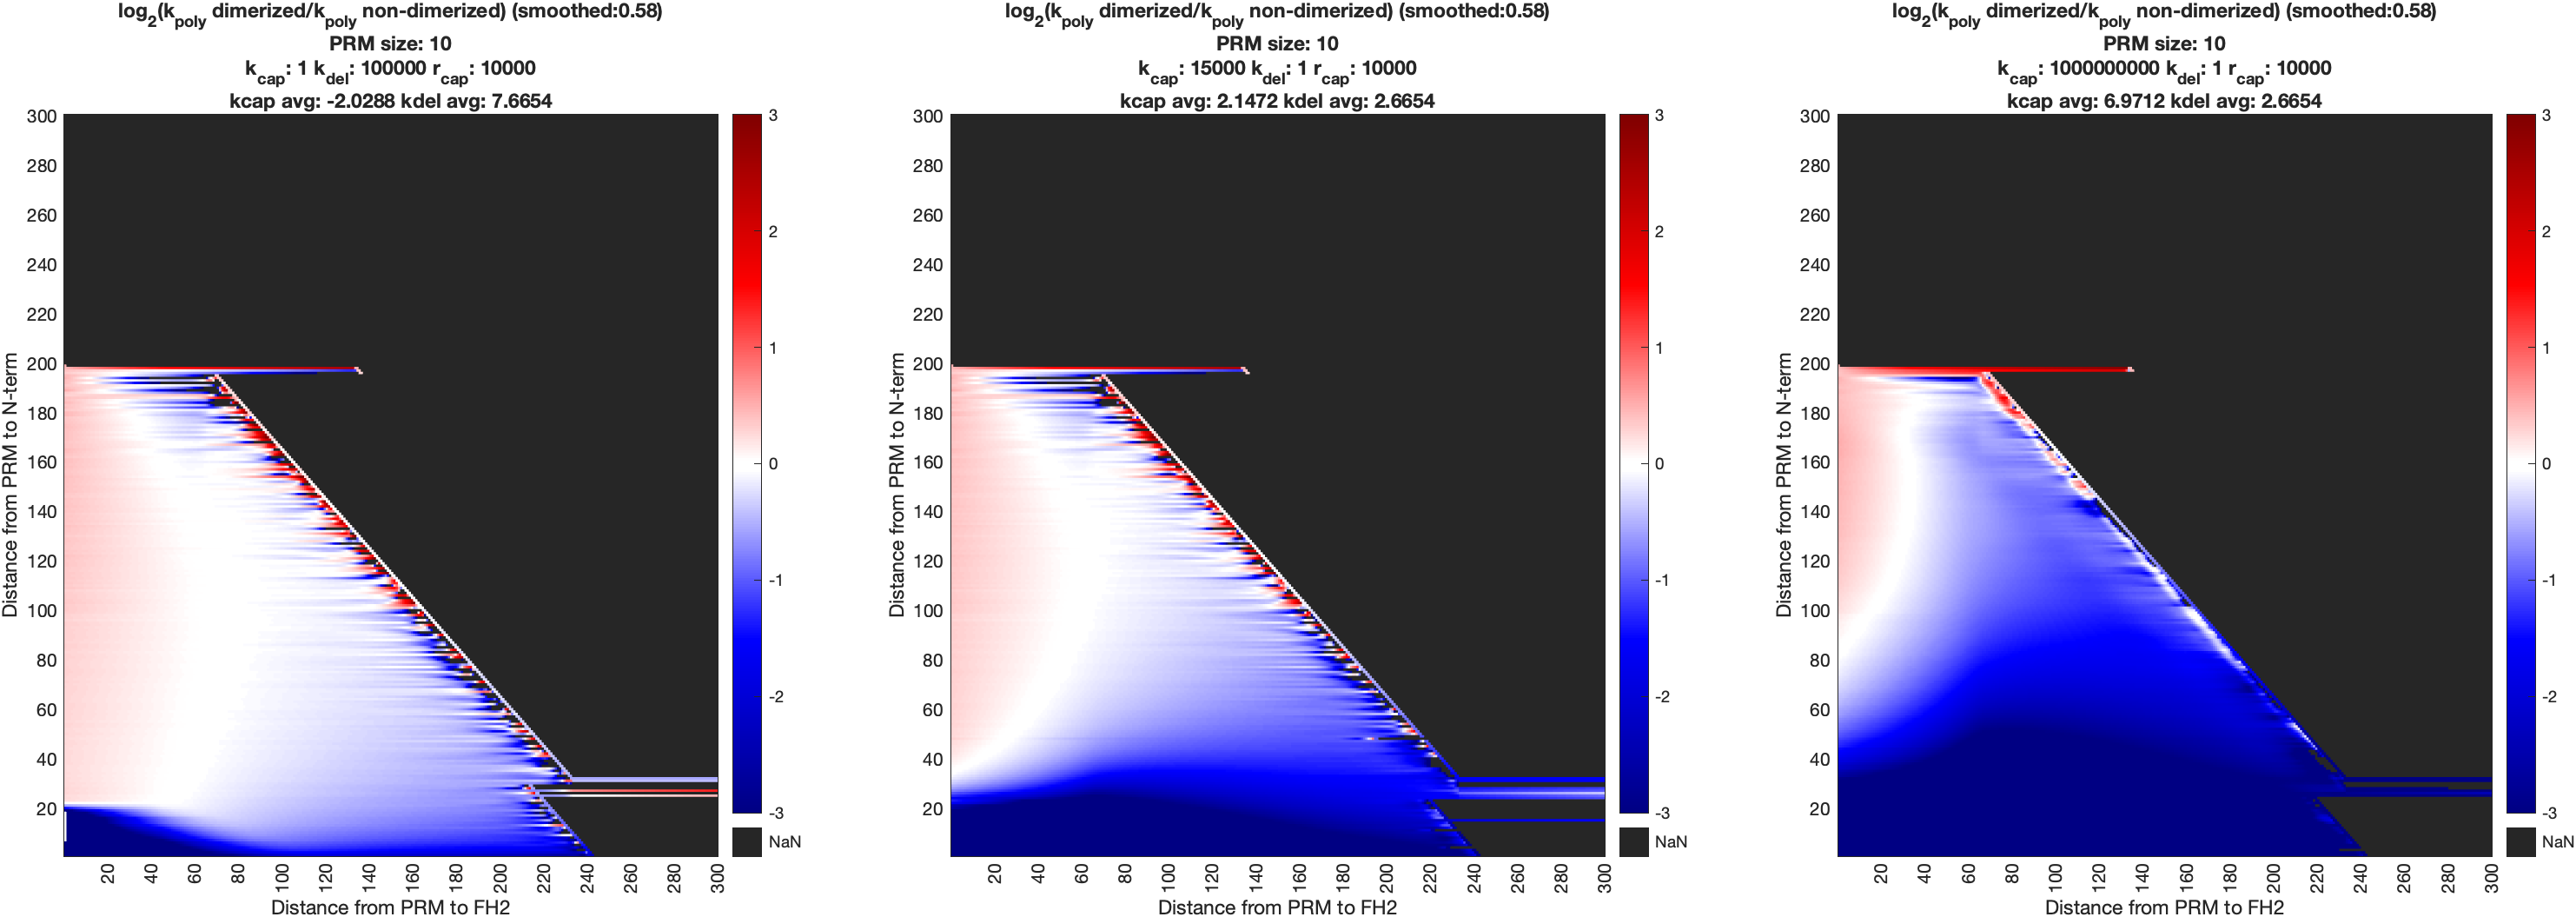 log2(kpoly dimerized/kpoly non-dimerized) (smoothed:0.58)
PRM size: 10
kcap: 1 kdel: 100000 rcap: 10000
kcap avg: -2.0288 kdel avg: 7.6654
300
280
260
240
220
200
180
160
140
120
100
80
60
40
20
Distance from PRM to N-term
20 40 60 80 100 120 140 160 180 200 220 240 260 280 300
Distance from PRM to FH2
3
2
1
0
-1
-2
-3
NaN
log2(kpoly dimerized/kpoly non-dimerized) (smoothed:0.58)
PRM size: 10
kcap: 15000 kdel: 1 rcap: 10000
kcap avg: 2.1472 kdel avg: 2.6654
300
280
260
240
220
200
180
160
140
120
100
80
60
40
20
Distance from PRM to N-term
20 40 60 80 100 120 140 160 180 200 220 240 260 280 300
Distance from PRM to FH2
3
2
1
0
-1
-2
-3
NaN
log2(kpoly dimerized/kpoly non-dimerized) (smoothed:0.58)
PRM size: 10
kcap: 1000000000 kdel: 1 rcap: 10000
kcap avg: 6.9712 kdel avg: 2.6654
300
280
260
240
220
200
180
160
140
120
100
80
60
40
20
Distance from PRM to N-term
20 40 60 80 100 120 140 160 180 200 220 240 260 280 300
Distance from PRM to FH2
3
2
1
0
-1
-2
-3
NaN